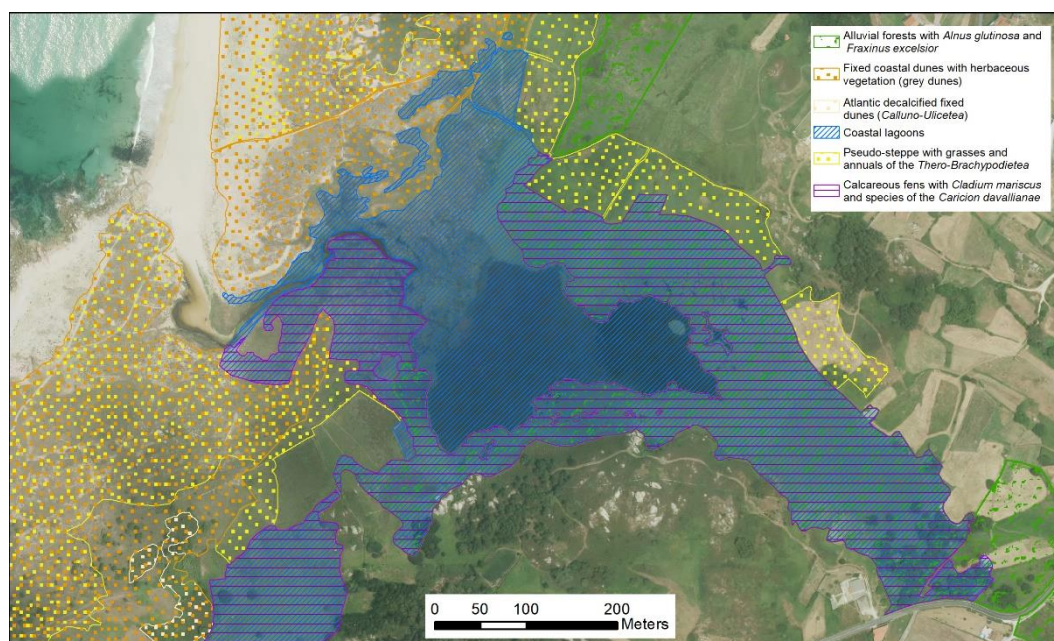 Alluvial forests with Alnus glutinosa and
Fraxinus excelsior
Fixed coastal dunes with herbaceous
vegetation (grey dunes)
Atlantic decalcified fixed
dunes (Calluno-Ulicetea)
Coastal lagoons
Pseudo-steppe with grasses and
annuals of the Thero-Brachypodietea
Calcareous fens with Cladium mariscus
and species of the Caricion davallianae
0 50 100 200
Meters